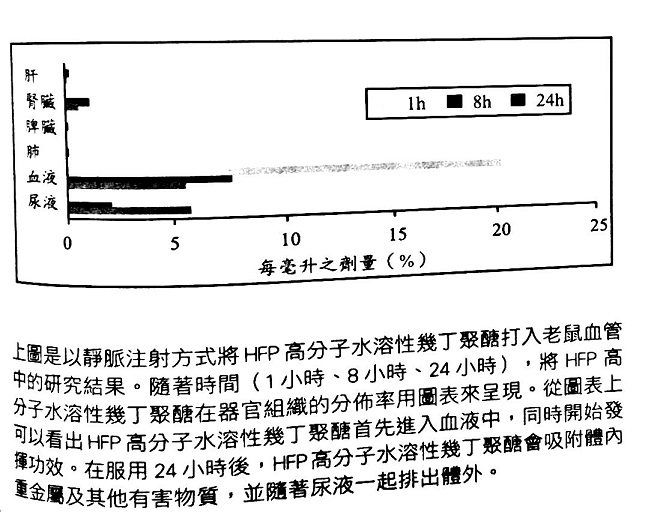 肝
腎臟
脾臟
肺
血液
尿液
1h 8h 24h
0 5 10 15 20 25
每毫升之劑量（%）
上圖是以靜脈注射方式將 HFP 高分子水溶性幾丁聚醣打入老鼠血管
中的研究結果。隨著時間（1 小時、8 小時、24 小時），將 HFP 高
分子水溶性幾丁聚醣在器官組織的分佈率用圖表來呈現。從圖表上
可以看出 HFP 高分子水溶性幾丁聚醣首先進入血液中，同時開始發
揮功效。在服用 24 小時後，HFP 高分子水溶性幾丁聚醣會吸附體內
重金屬及其他有害物質，並隨著尿液一起排出體外。